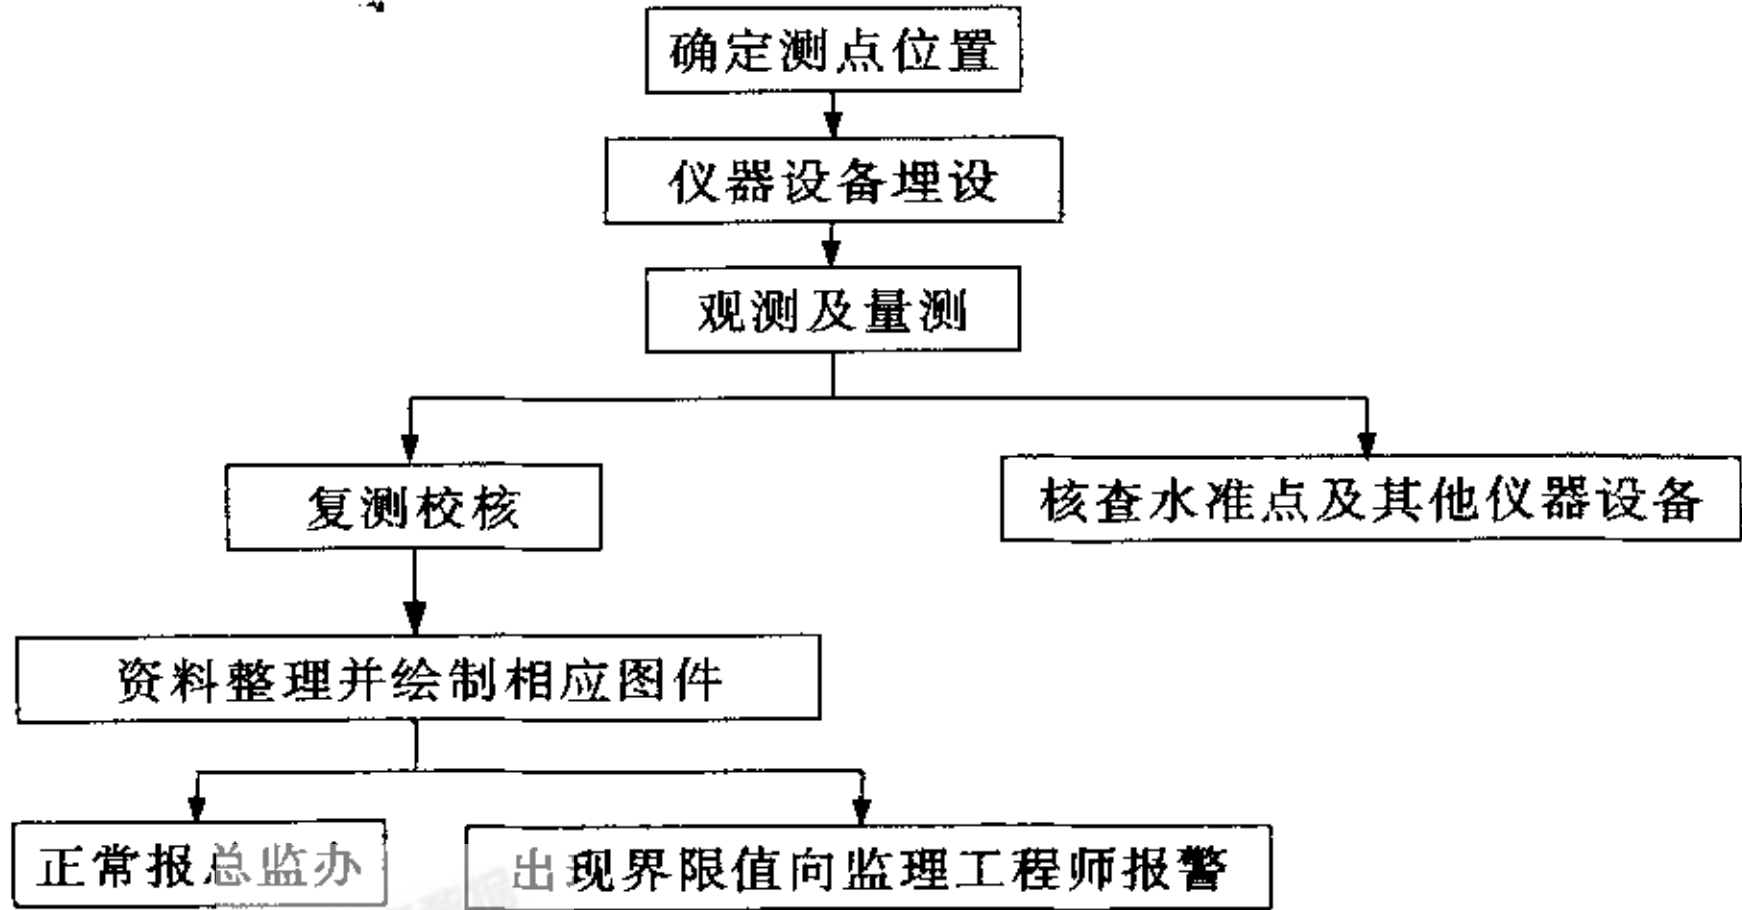 确定测点位置
仪器设备埋设
观测及量测
复测校核
核查水准点及其他仪器设备
资料整理并绘制相应图件
正常报总监办
出现界限值向监理工程师报警